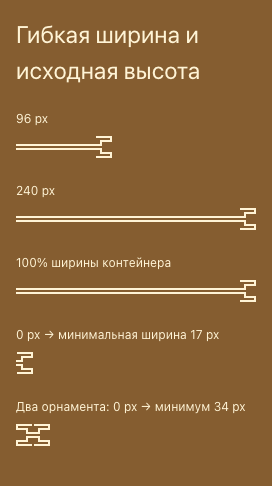 Гибкая ширина и
исходная высота
96 px
240 px
100% ширины контейнера
0 px → минимальная ширина 17 px
Два орнамента: 0 px → минимум 34 px